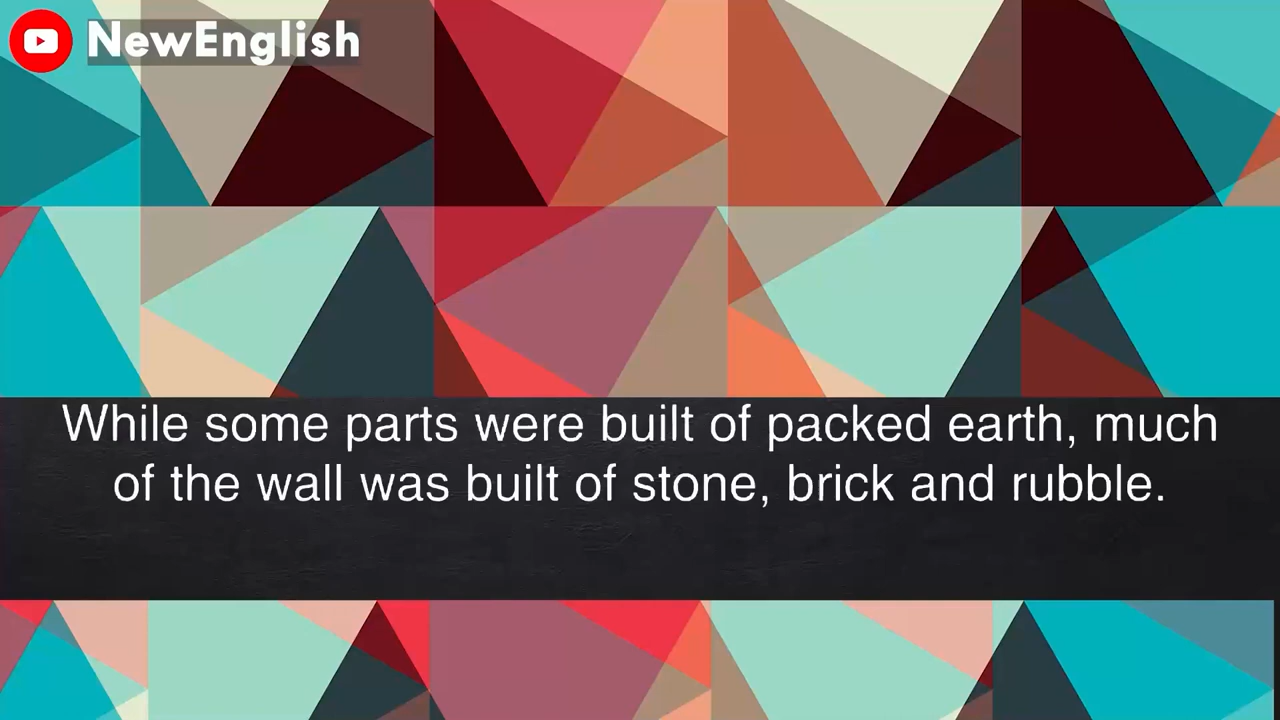 NewEnglish
While some parts were built of packed earth, much
of the wall was built of stone, brick and rubble.